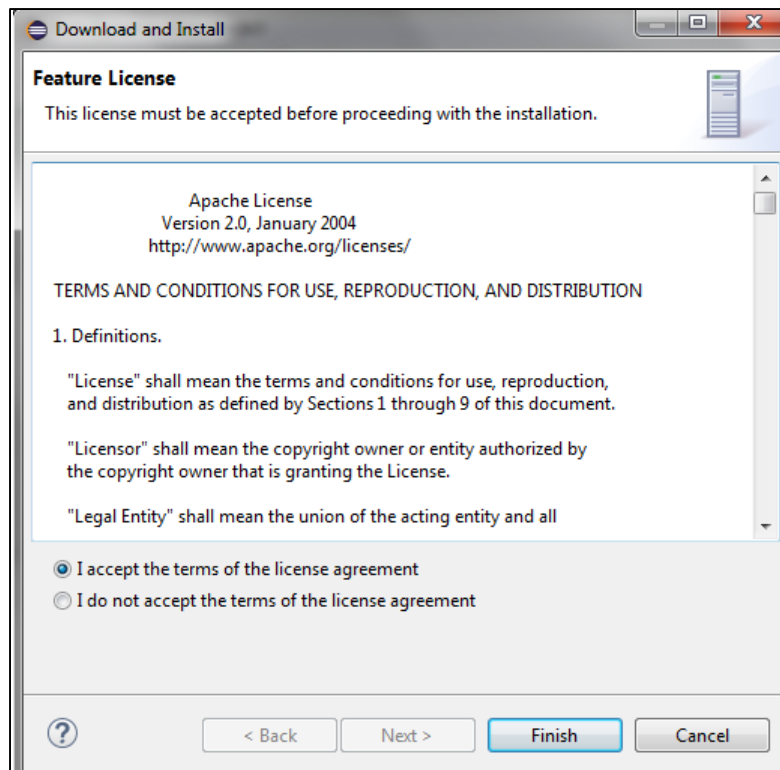 Download and Install
Feature License
This license must be accepted before proceeding with the installation.
Apache License
Version 2.0, January 2004
http://www.apache.org/licenses/
TERMS AND CONDITIONS FOR USE, REPRODUCTION, AND DISTRIBUTION
1. Definitions.
"License" shall mean the terms and conditions for use, reproduction,
and distribution as defined by Sections 1 through 9 of this document.
"Licensor" shall mean the copyright owner or entity authorized by
the copyright owner that is granting the License.
"Legal Entity" shall mean the union of the acting entity and all
I accept the terms of the license agreement
I do not accept the terms of the license agreement
? < Back Next > Finish Cancel